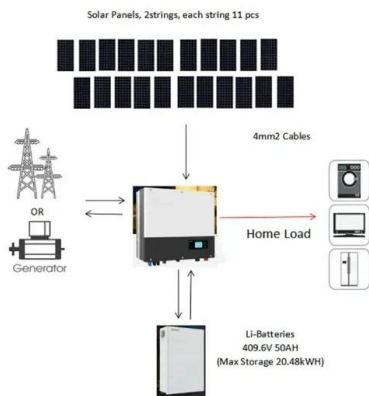 Solar Panels, 2strings, each string 11 pcs
4mm2 Cables
OR
Generator
Home Load
Li-Batteries
409.6V 50AH
(Max Storage 20.48kWH)